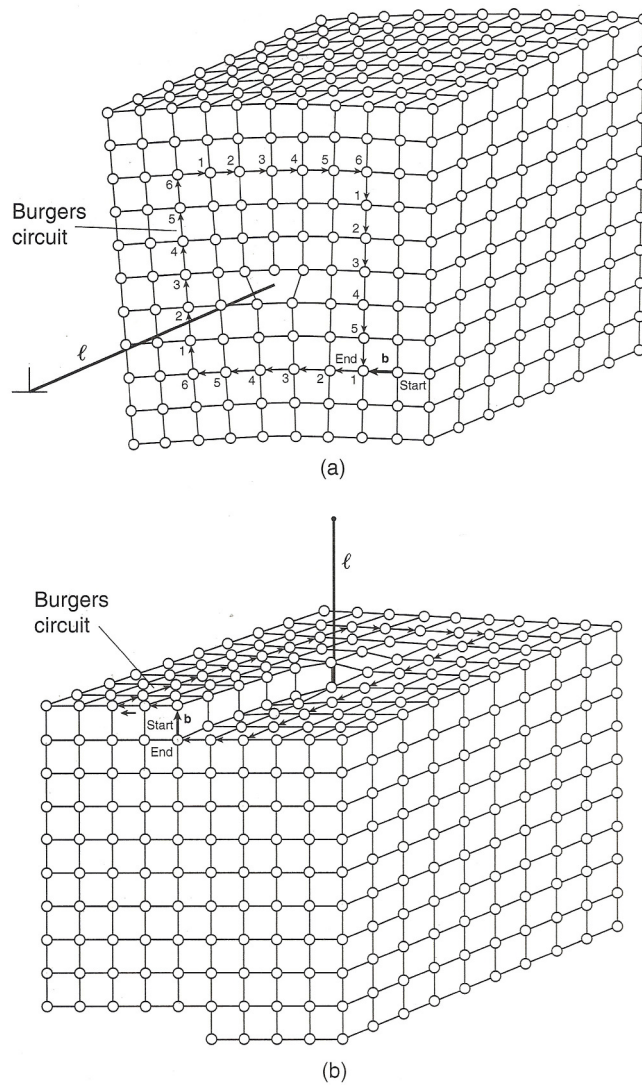 1 2 3 4 5 6
6 1
Burgers
circuit
5 2
4 3
3 4
2 5
ℓ
1 End b
6 5 4 3 2 1 Start
(a)
ℓ
Burgers
circuit
Start b
End
(b)